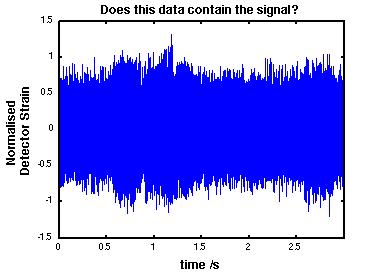 Does this data contain the signal?
1.5
1
0.5
0
-0.5
-1
-1.5
Normalised
Detector Strain
0 0.5 1 1.5 2 2.5
time /s